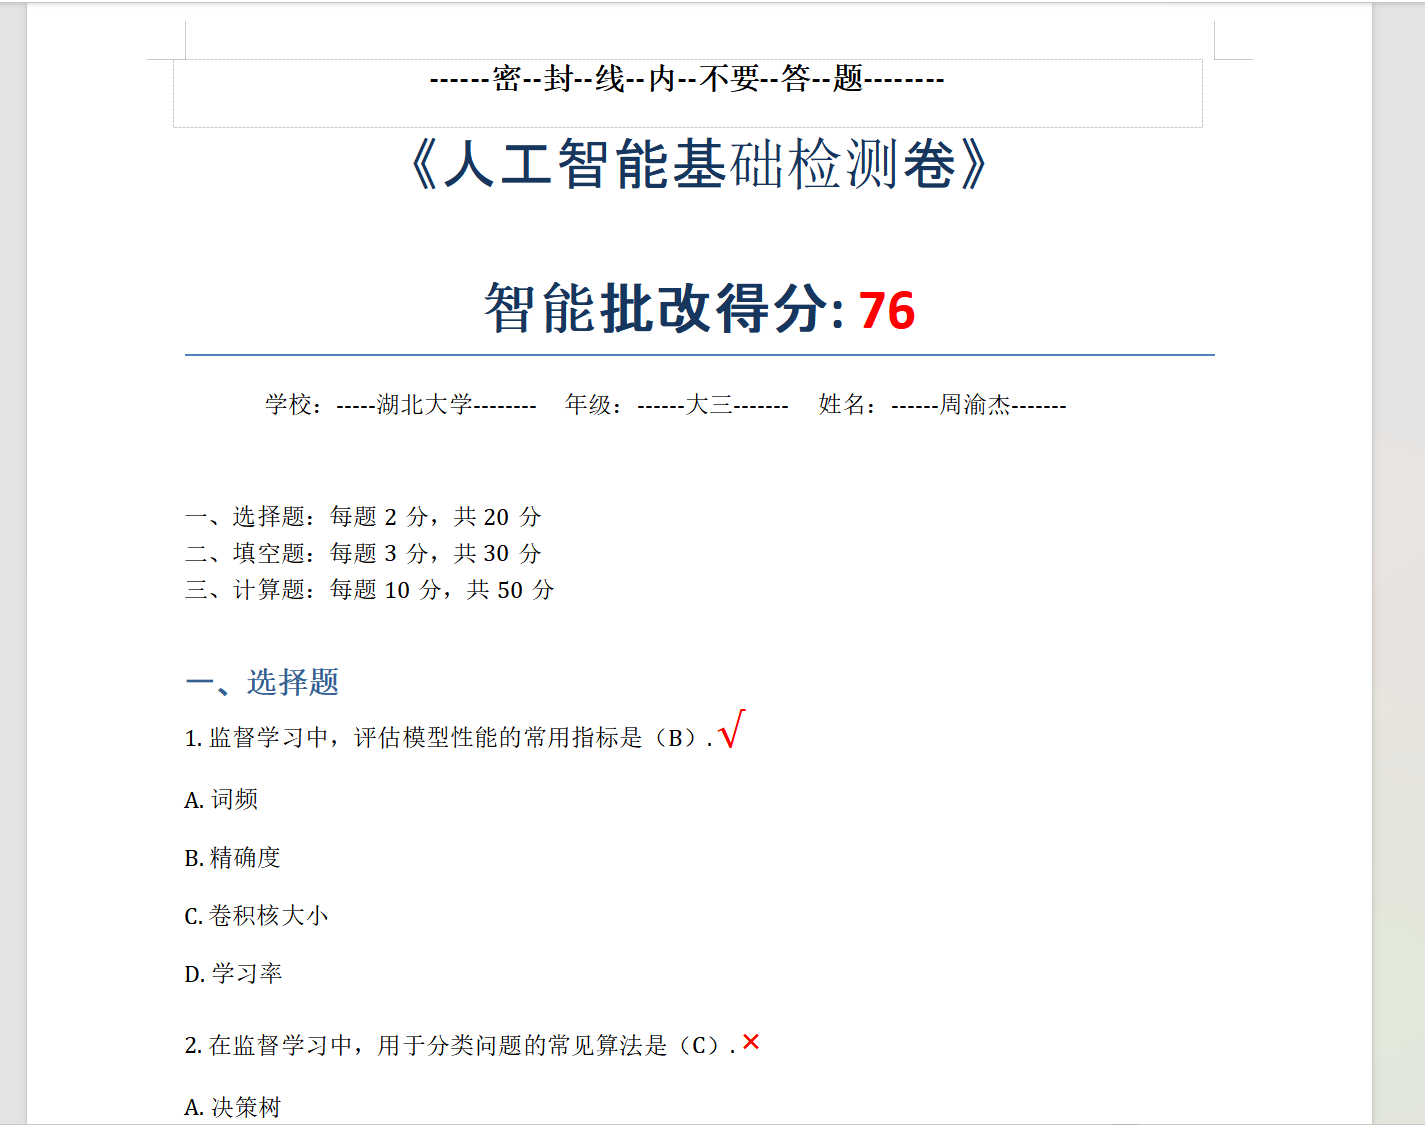 ------密--封--线--内--不要--答--题--------
《人工智能基础检测卷》
智能批改得分: 76
学校：-----湖北大学-------- 年级：------大三------- 姓名：------周渝杰-------
一、选择题：每题 2 分，共 20 分
二、填空题：每题 3 分，共 30 分
三、计算题：每题 10 分，共 50 分
一、选择题
1. 监督学习中，评估模型性能的常用指标是（B）. √
A. 词频
B. 精确度
C. 卷积核大小
D. 学习率
2. 在监督学习中，用于分类问题的常见算法是（C）. ×
A. 决策树